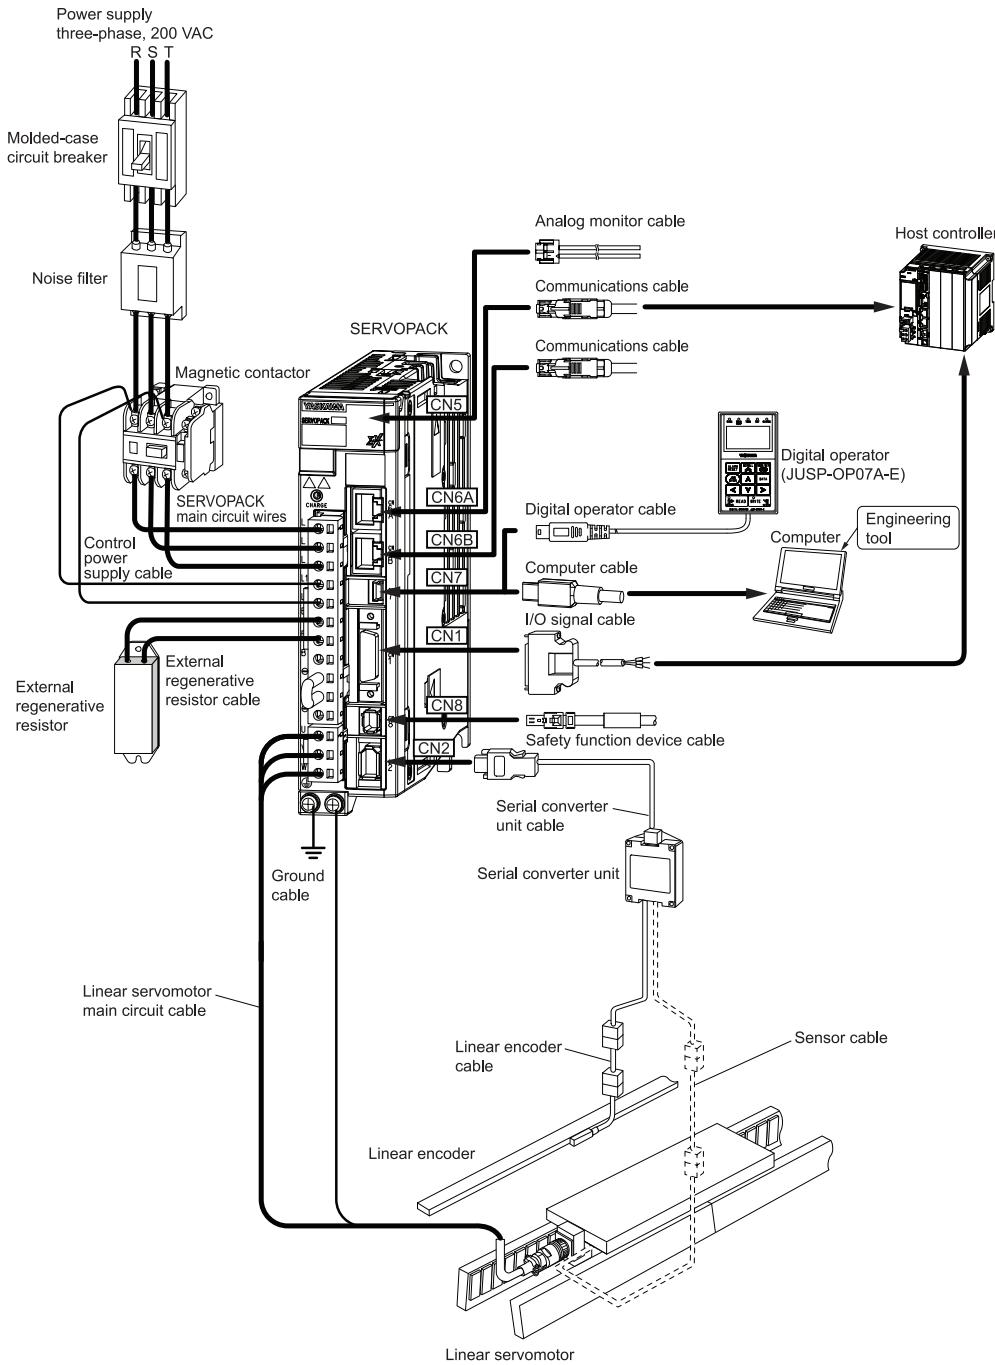 Power supply
three-phase, 200 VAC
R S T
Molded-case
circuit breaker
Noise filter
Magnetic contactor
SERVOPACK
main circuit wires
Control
power
supply cable
External
regenerative
resistor
External
regenerative
resistor cable
SERVOPACK
YASKAWA
SERVOPACK
CHARGE
CN5
CN6A
CN6B
CN7
CN1
CN8
CN2
Analog monitor cable
Communications cable
Communications cable
Host controller
Digital operator
(JUSP-OP07A-E)
Digital operator cable
Computer
Engineering
tool
Computer cable
I/O signal cable
Safety function device cable
Serial converter
unit cable
Serial converter unit
Ground
cable
Linear servomotor
main circuit cable
Linear encoder
cable
Sensor cable
Linear encoder
Linear servomotor